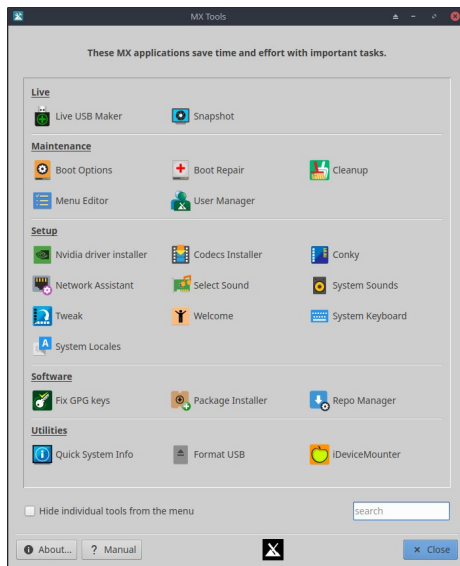 MX Tools
These MX applications save time and effort with important tasks.
Live
Live USB Maker Snapshot
Maintenance
Boot Options Boot Repair Cleanup
Menu Editor User Manager
Setup
Nvidia driver installer Codecs Installer Conky
Network Assistant Select Sound System Sounds
Tweak Welcome System Keyboard
System Locales
Software
Fix GPG keys Package Installer Repo Manager
Utilities
Quick System Info Format USB iDeviceMounter
Hide individual tools from the menu search
About... ? Manual × Close